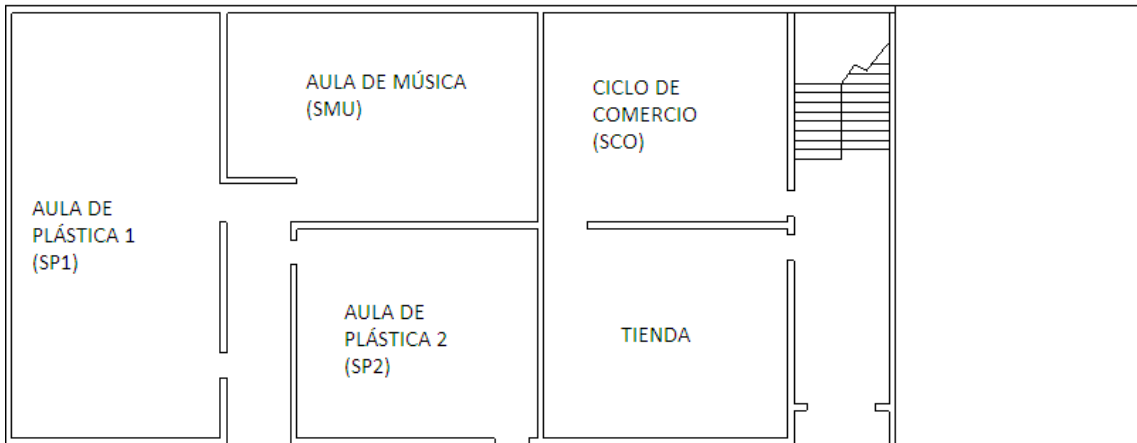 AULA DE MÚSICA
(SMU)
CICLO DE
COMERCIO
(SCO)
AULA DE
PLÁSTICA 1
(SP1)
AULA DE
PLÁSTICA 2
(SP2)
TIENDA